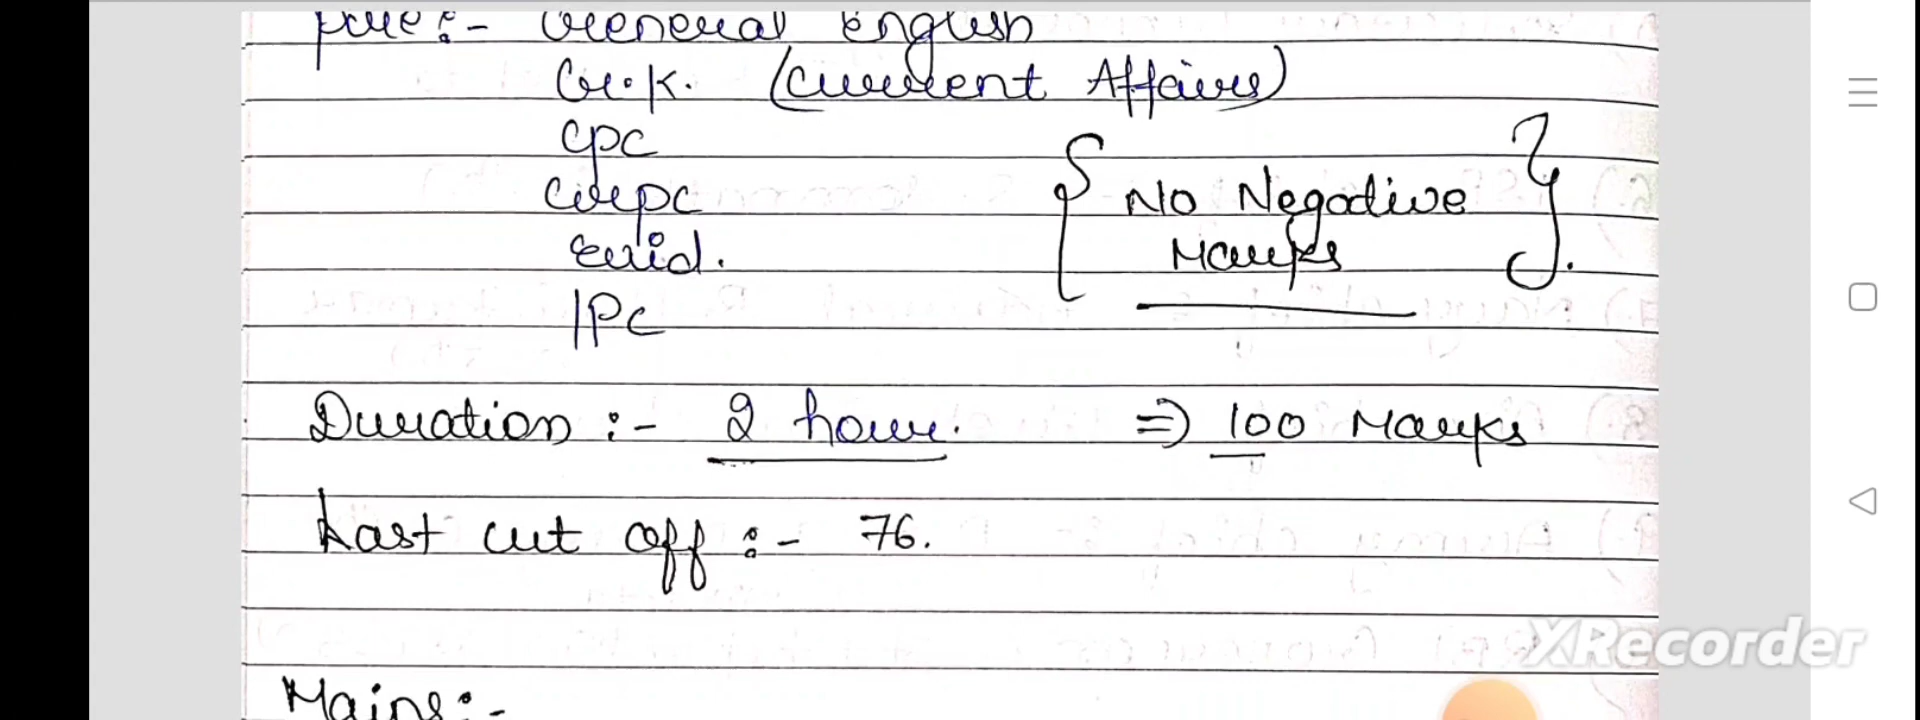 pre :- General English
G.K. (Current Affairs)
CPC
CrPC
Evid.
IPC
{ No Negative
Marks }.
Duration :- 2 hour. => 100 Marks
Last cut off :- 76.
Mains :-
XRecorder